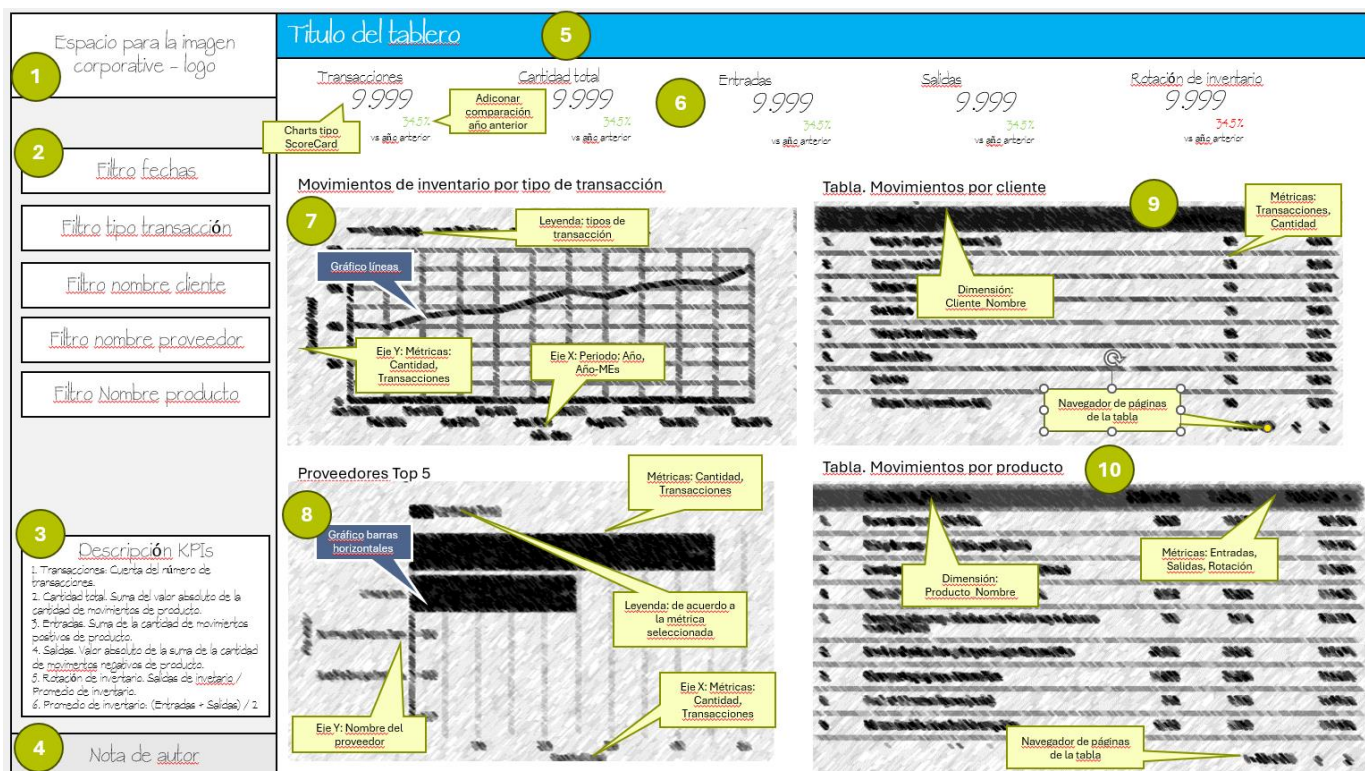 Espacio para la imagen
corporative – logo
1
2
Filtro fechas
Filtro tipo transacción
Filtro nombre cliente
Filtro nombre proveedor
Filtro Nombre producto
3
Descripción KPIs
1. Transacciones: Cuenta del número de
transacciones.
2. Cantidad total. Suma del valor absoluto de la
cantidad de movimientos de producto.
3. Entradas. Suma de la cantidad de movimientos
positivos de producto.
4. Salidas. Valor absoluto de la suma de la cantidad
de movimientos negativos de producto.
5. Rotación de inventario. Salidas de invetario /
Promedio de inventario.
6. Promedio de inventario: (Entradas + Salidas) / 2
4
Nota de autor
Titulo del tablero
5
Transacciones
9.999
34.5%
vs año anterior
Charts tipo
ScoreCard
Adiconar
comparación
año anterior
Cantidad total
9.999
34.5%
vs año anterior
6
Entradas
9.999
34.5%
vs año anterior
Salidas
9.999
34.5%
vs año anterior
Rotación de inventario
9.999
34.5%
vs año anterior
Movimientos de inventario por tipo de transacción
7
Leyenda: tipos de
transacción
Gráfico líneas
Eje Y: Métricas:
Cantidad,
Transacciones
Eje X: Periodo: Año,
Año-MEs
Tabla. Movimientos por cliente
9
Métricas:
Transacciones,
Cantidad
Dimensión:
Cliente Nombre
Navegador de páginas
de la tabla
Proveedores Top 5
8
Métricas: Cantidad,
Transacciones
Gráfico barras
horizontales
Leyenda: de acuerdo a
la métrica
seleccionada
Eje X: Métricas:
Cantidad,
Transacciones
Eje Y: Nombre del
proveedor
Tabla. Movimientos por producto
10
Métricas: Entradas,
Salidas, Rotación
Dimensión:
Producto Nombre
Navegador de páginas
de la tabla